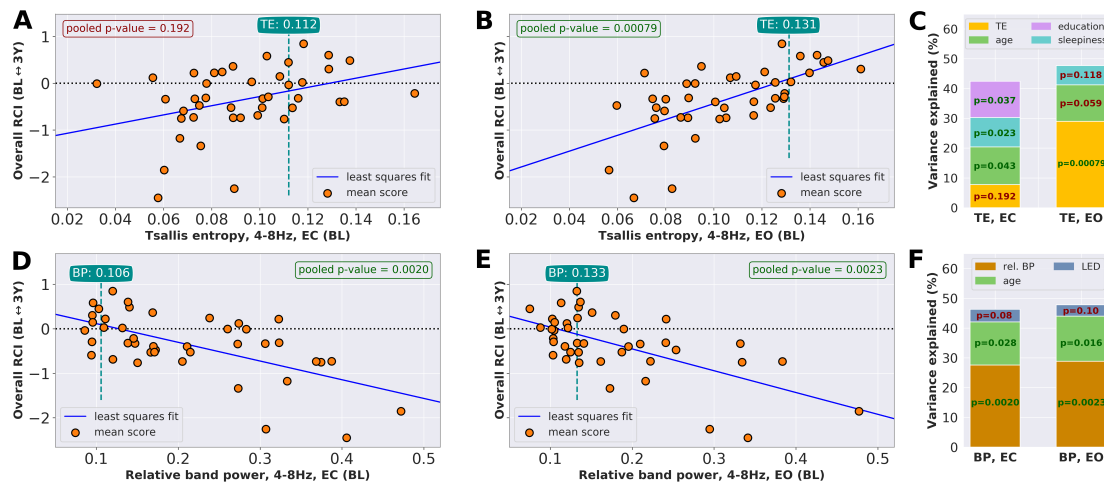 A
TE: 0.112
pooled p-value = 0.192
Overall RCI (BL↔3Y)
1
0
−1
−2
least squares fit
mean score
0.02
0.04
0.06
0.08
0.10
0.12
0.14
0.16
Tsallis entropy, 4-8Hz, EC (BL)
B
TE: 0.131
pooled p-value = 0.00079
Overall RCI (BL↔3Y)
least squares fit
mean score
0.02
0.04
0.06
0.08
0.10
0.12
0.14
0.16
Tsallis entropy, 4-8Hz, EO (BL)
C
TE
age
education
sleepiness
Variance explained (%)
60
50
40
30
20
10
0
p=0.037
p=0.023
p=0.043
p=0.192
p=0.118
p=0.059
p=0.00079
TE, EC
TE, EO
D
BP: 0.106
pooled p-value = 0.0020
Overall RCI (BL↔3Y)
1
0
−1
−2
least squares fit
mean score
0.1
0.2
0.3
0.4
0.5
Relative band power, 4-8Hz, EC (BL)
E
BP: 0.133
pooled p-value = 0.0023
Overall RCI (BL↔3Y)
least squares fit
mean score
0.1
0.2
0.3
0.4
0.5
Relative band power, 4-8Hz, EO (BL)
F
rel. BP
age
LED
Variance explained (%)
60
50
40
30
20
10
0
p=0.08
p=0.028
p=0.0020
p=0.10
p=0.016
p=0.0023
BP, EC
BP, EO